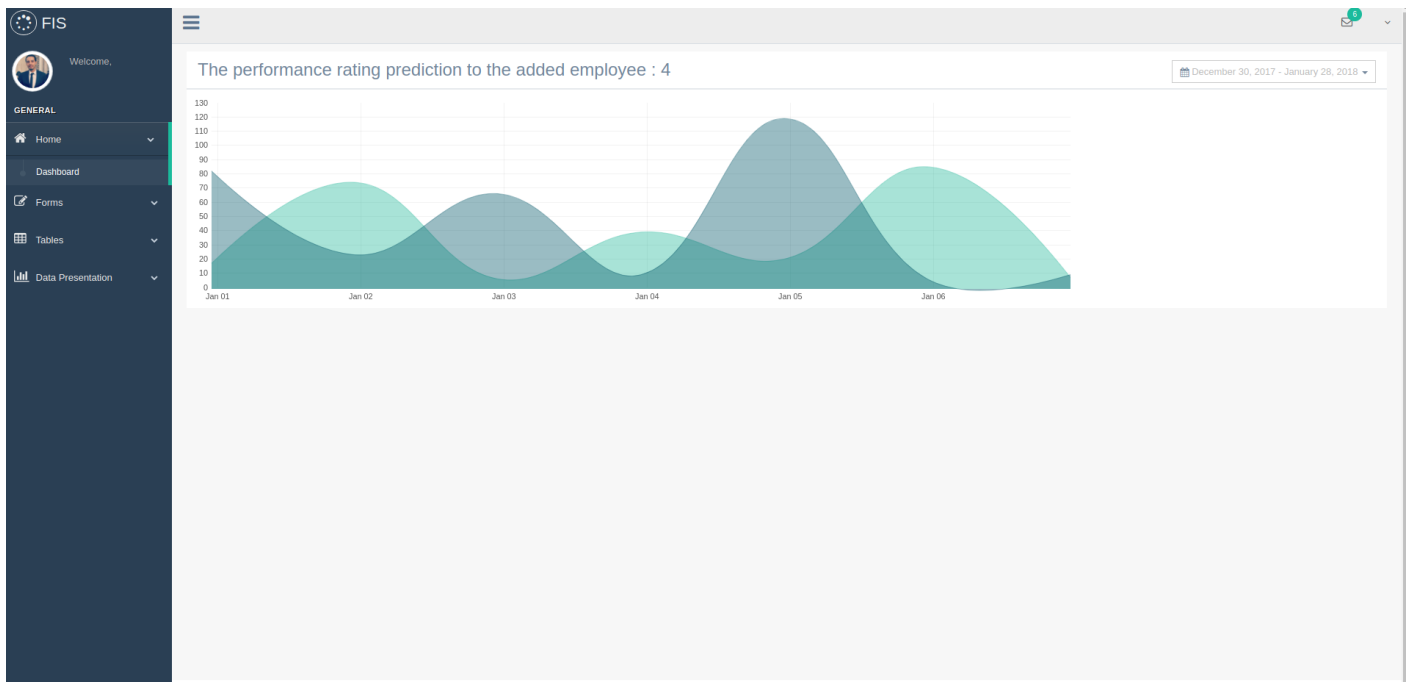 FIS
Welcome,
GENERAL
Home
Dashboard
Forms
Tables
Data Presentation
6
The performance rating prediction to the added employee : 4
December 30, 2017 - January 28, 2018
130
120
110
100
90
80
70
60
50
40
30
20
10
0
Jan 01 Jan 02 Jan 03 Jan 04 Jan 05 Jan 06